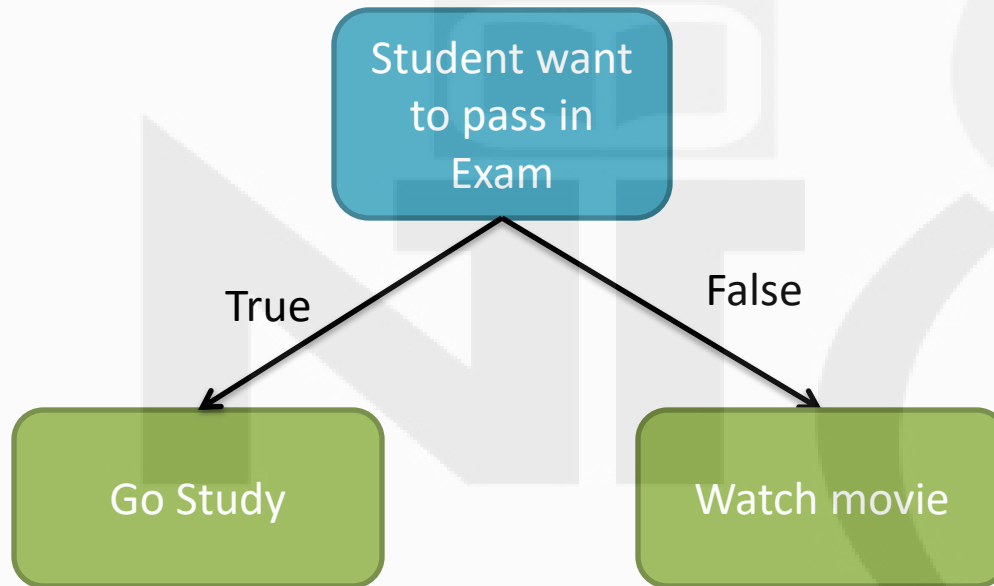 Student want
to pass in
Exam
True
False
Go Study
Watch movie